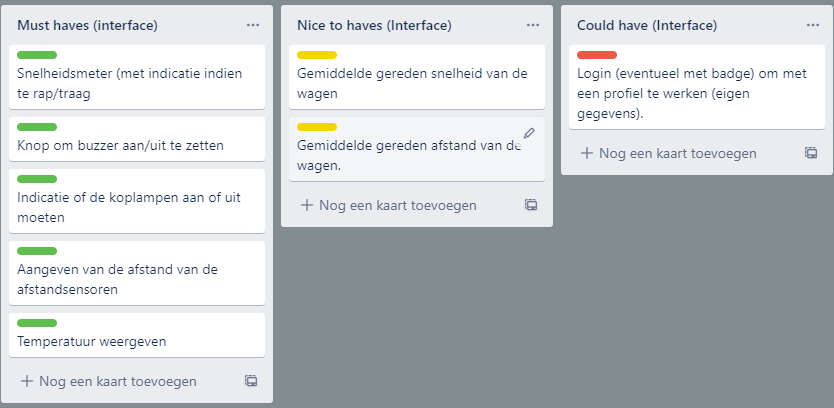 Must haves (interface)
Snelheidsmeter (met indicatie indien
te rap/traag
Knop om buzzer aan/uit te zetten
Indicatie of de koplampen aan of uit
moeten
Aangeven van de afstand van de
afstandsensoren
Temperatuur weergeven
Nog een kaart toevoegen
Nice to haves (Interface)
Gemiddelde gereden snelheid van de
wagen
Gemiddelde gereden afstand van de
wagen.
Nog een kaart toevoegen
Could have (Interface)
Login (eventueel met badge) om met
een profiel te werken (eigen
gegevens).
Nog een kaart toevoegen